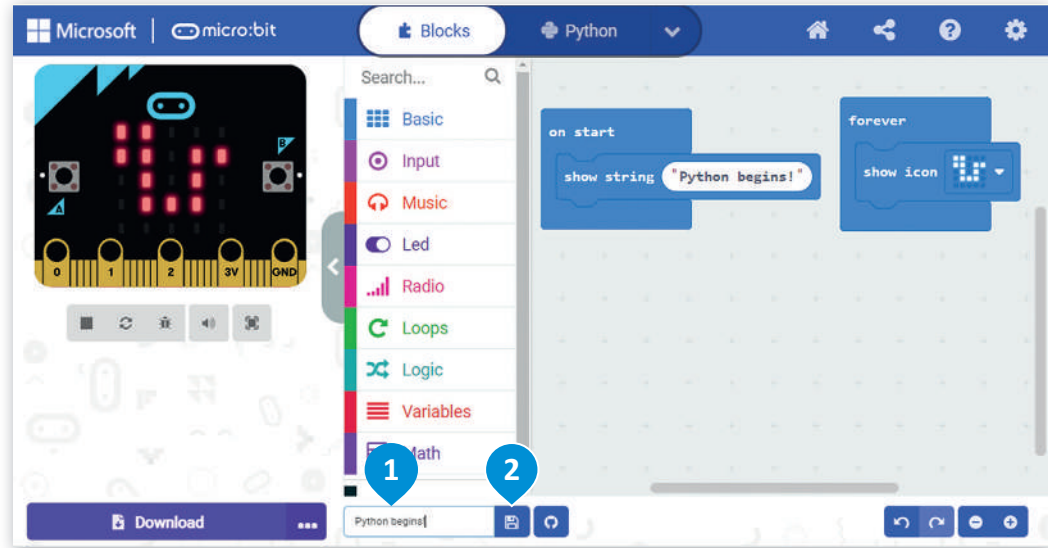 Microsoft | micro:bit
Blocks
Python
Search...
Basic
Input
Music
Led
Radio
Loops
Logic
Variables
Math
on start
show string "Python begins!"
forever
show icon
A
B
0 1 2 3V GND
1
2
Download
...
Python begins!